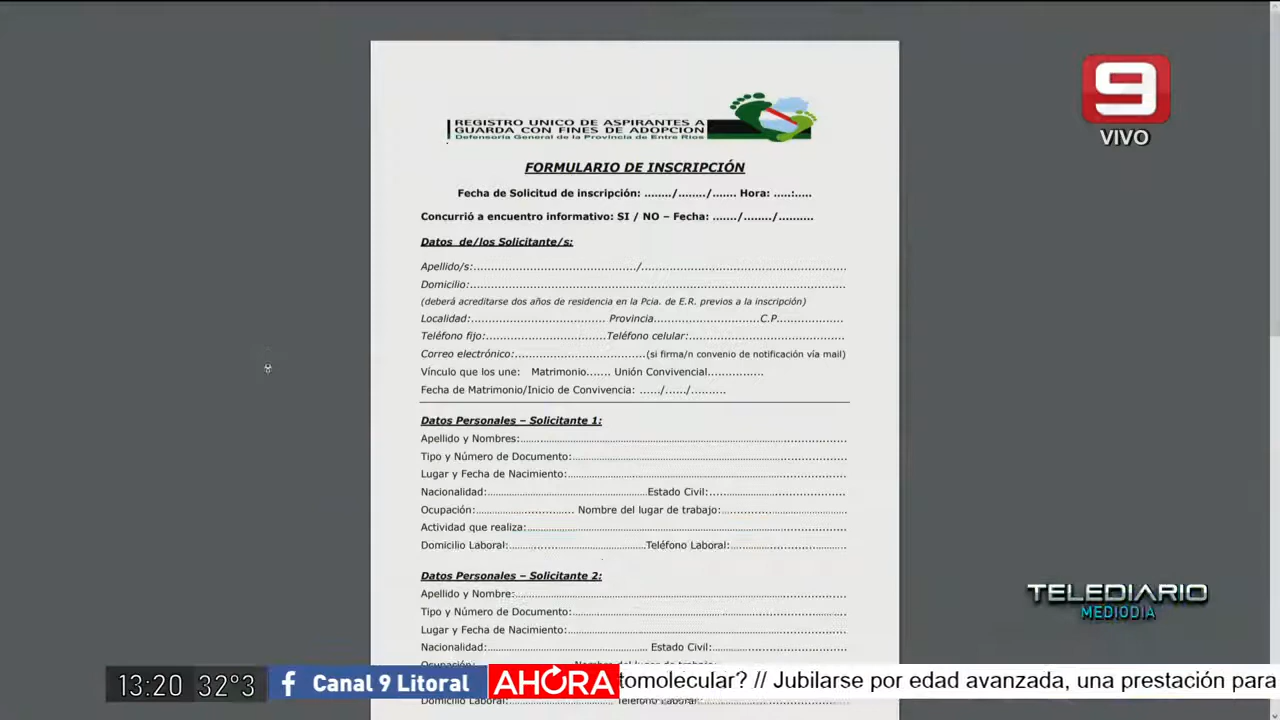 REGISTRO UNICO DE ASPIRANTES A
GUARDA CON FINES DE ADOPCION
Defensoría General de la Provincia de Entre Ríos
9
VIVO
FORMULARIO DE INSCRIPCIÓN
Fecha de Solicitud de inscripción: ......../......../....... Hora: .....:.....
Concurrió a encuentro informativo: SI / NO – Fecha: ......./......../..........
Datos de/los Solicitante/s:
Apellido/s:................................................/............................................................
Domicilio:..............................................................................................................
(deberá acreditarse dos años de residencia en la Pcia. de E.R. previos a la inscripción)
Localidad:....................................... Provincia...............................C.P...................
Teléfono fijo:...................................Teléfono celular:.............................................
Correo electrónico:......................................(si firma/n convenio de notificación vía mail)
Vínculo que los une: Matrimonio....... Unión Convivencial................
Fecha de Matrimonio/Inicio de Convivencia: ....../....../..........
Datos Personales – Solicitante 1:
Apellido y Nombres:................................................................................................
Tipo y Número de Documento:................................................................................
Lugar y Fecha de Nacimiento:.................................................................................
Nacionalidad:...............................................Estado Civil:........................................
Ocupación:............................. Nombre del lugar de trabajo:.....................................
Actividad que realiza:..............................................................................................
Domicilio Laboral:........................................Teléfono Laboral:..................................
Datos Personales – Solicitante 2:
Apellido y Nombre:..................................................................................................
Tipo y Número de Documento:................................................................................
Lugar y Fecha de Nacimiento:.................................................................................
Nacionalidad:............................................... Estado Civil:.......................................
TELEDIARIO
MEDIODIA
13:20 32°3 f Canal 9 Litoral AHORA tomolecular? // Jubilarse por edad avanzada, una prestación para
Domicilio Laboral: